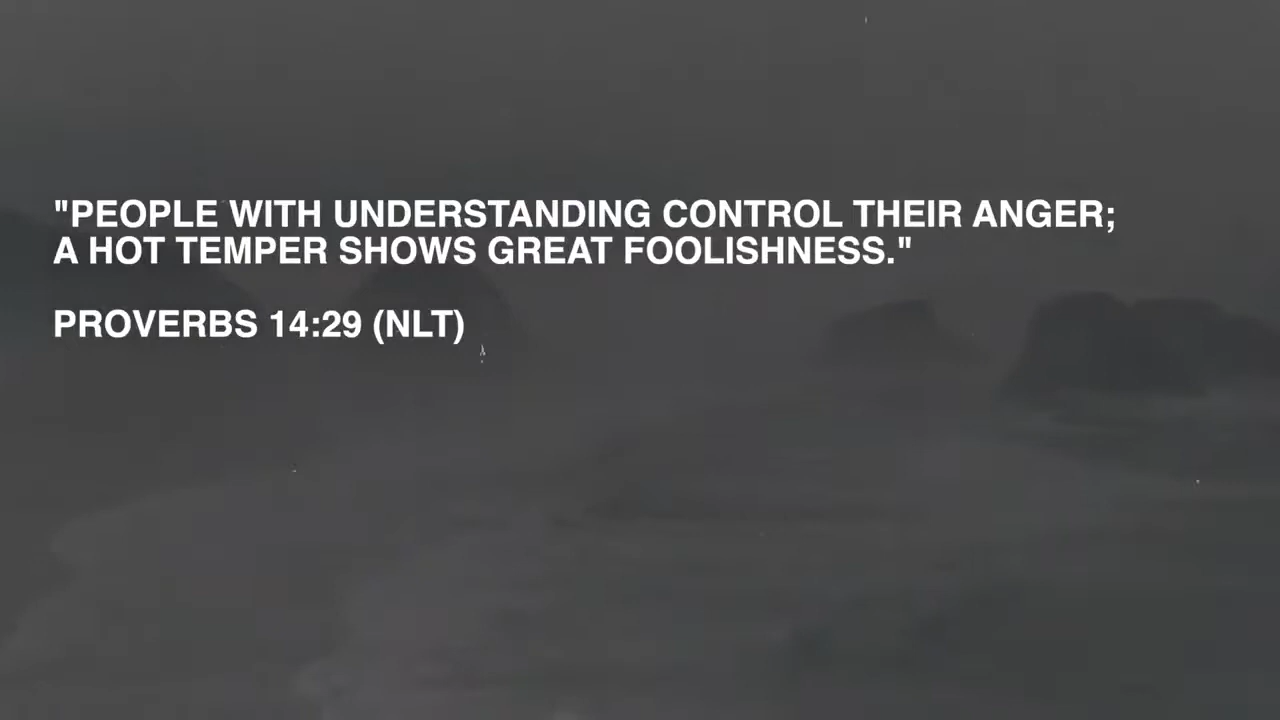 "PEOPLE WITH UNDERSTANDING CONTROL THEIR ANGER;
A HOT TEMPER SHOWS GREAT FOOLISHNESS."
PROVERBS 14:29 (NLT)